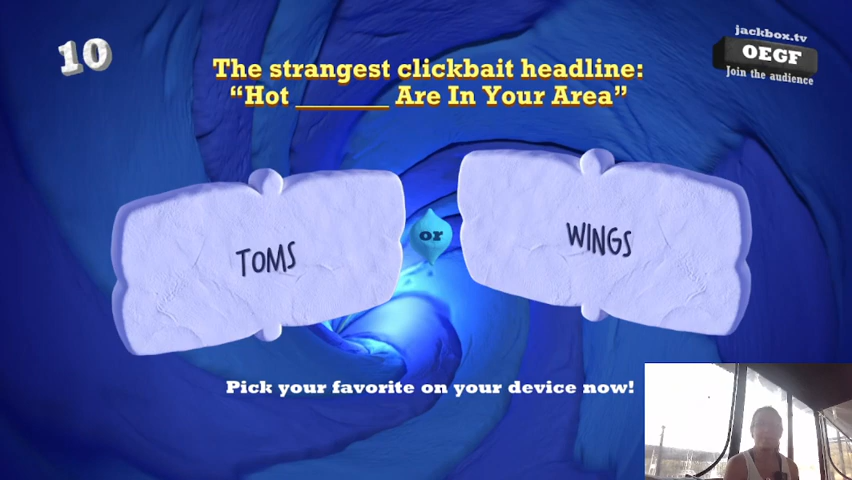 10
jackbox.tv
OEGF
Join the audience
The strangest clickbait headline:
“Hot _______ Are In Your Area”
TOMS
or
WINGS
Pick your favorite on your device now!